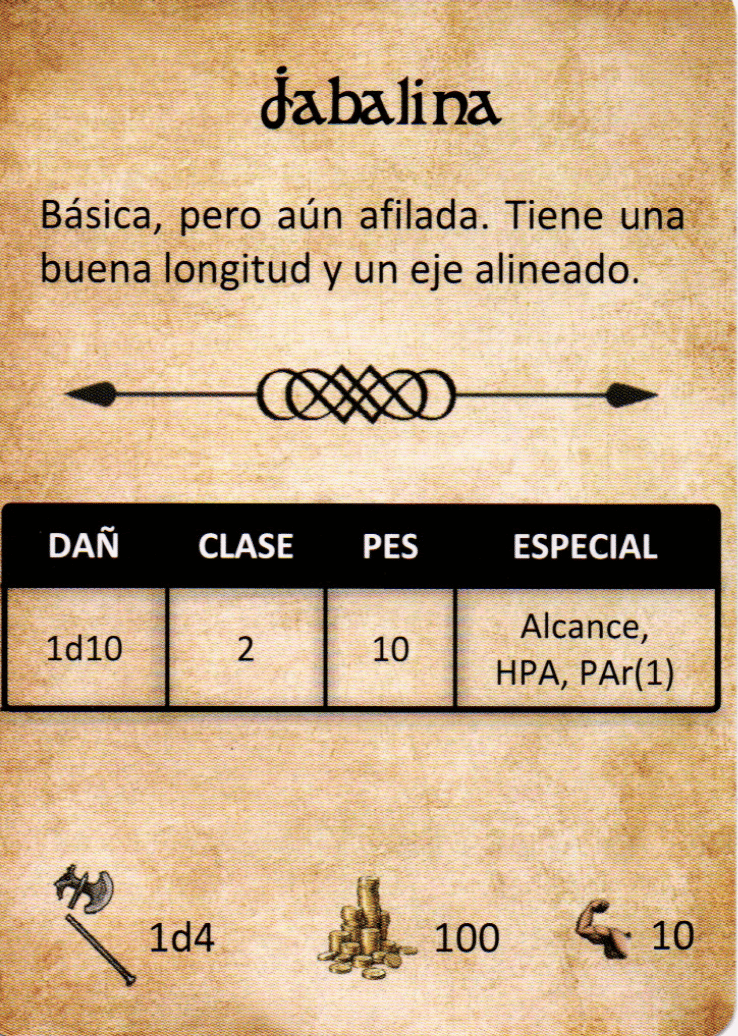 Jabalina
Básica, pero aún afilada. Tiene una
buena longitud y un eje alineado.
DAÑ CLASE PES ESPECIAL
1d10 2 10 Alcance,
HPA, PAr(1)
1d4 100 10